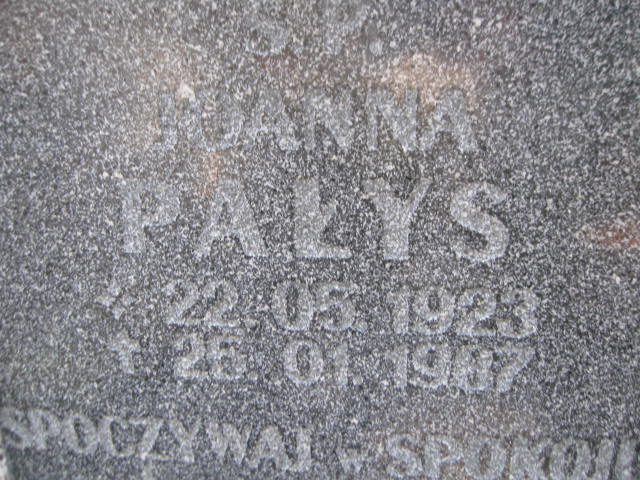 Ś.P.
JOANNA
PAŁYS
* 22.05.1923
† 25.01.1987
SPOCZYWAJ W SPOKOJU